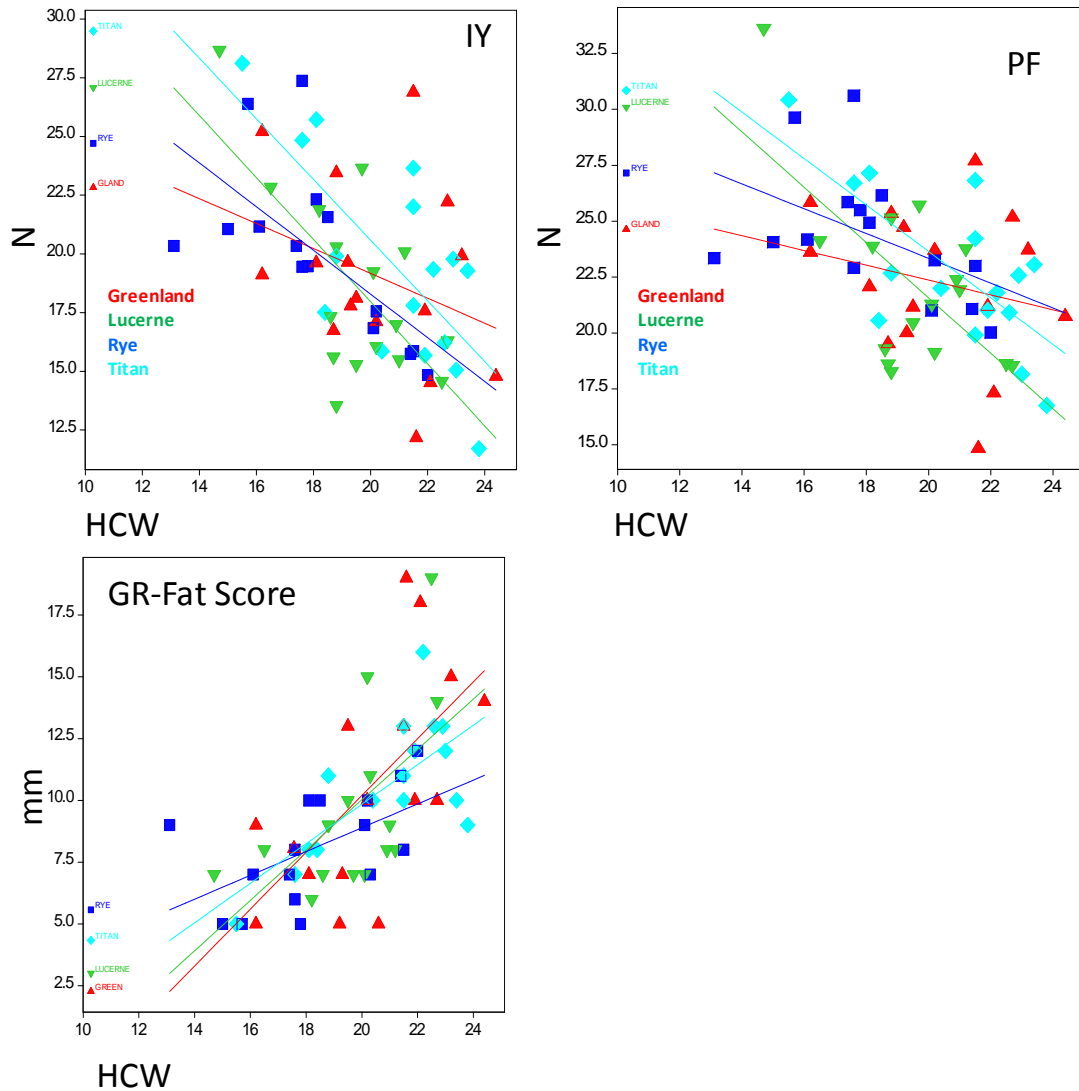 IY
30.0
27.5
25.0
22.5
20.0
17.5
15.0
12.5
N
TITAN
LUCERNE
RYE
GLAND
Greenland
Lucerne
Rye
Titan
10 12 14 16 18 20 22 24
HCW
PF
32.5
30.0
27.5
25.0
22.5
20.0
17.5
15.0
N
TITAN
LUCERNE
RYE
GLAND
Greenland
Lucerne
Rye
Titan
10 12 14 16 18 20 22 24
HCW
GR-Fat Score
17.5
15.0
12.5
10.0
7.5
5.0
2.5
mm
RYE
TITAN
LUCERNE
GREEN
10 12 14 16 18 20 22 24
HCW